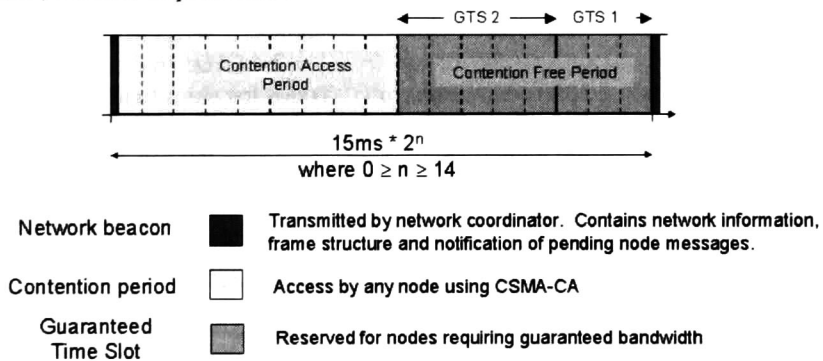 GTS 2
GTS 1
Contention Access
Period
Contention Free Period
15ms * 2ⁿ
where 0 ≥ n ≥ 14
Network beacon
Transmitted by network coordinator. Contains network information,
frame structure and notification of pending node messages.
Contention period
Access by any node using CSMA-CA
Guaranteed
Time Slot
Reserved for nodes requiring guaranteed bandwidth